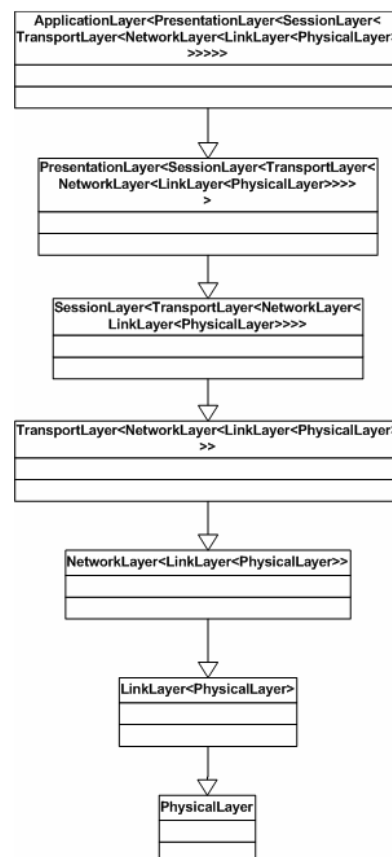 ApplicationLayer<PresentationLayer<SessionLayer<
TransportLayer<NetworkLayer<LinkLayer<PhysicalLayer>
>>>>>
PresentationLayer<SessionLayer<TransportLayer<
NetworkLayer<LinkLayer<PhysicalLayer>>>>
>
SessionLayer<TransportLayer<NetworkLayer<
LinkLayer<PhysicalLayer>>>>
TransportLayer<NetworkLayer<LinkLayer<PhysicalLayer>
>>
NetworkLayer<LinkLayer<PhysicalLayer>>
LinkLayer<PhysicalLayer>
PhysicalLayer